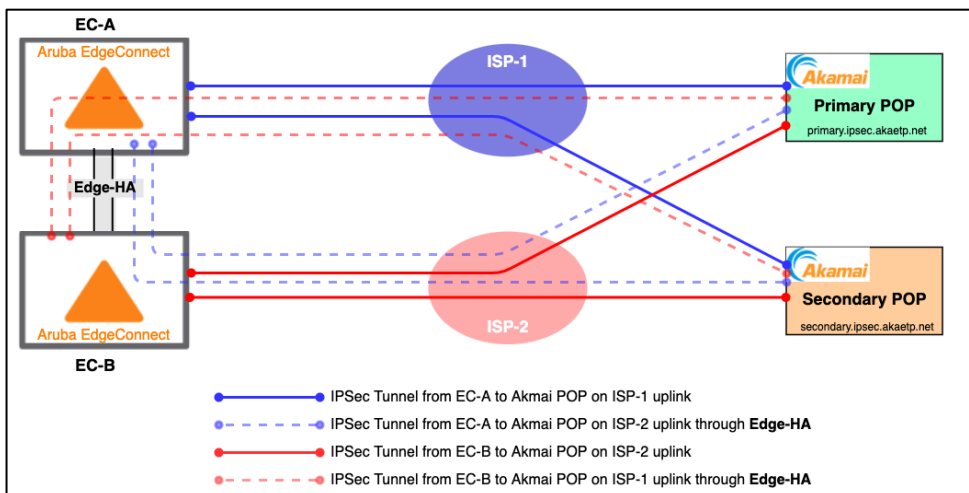 EC-A
Aruba EdgeConnect
ISP-1
Akamai
Primary POP
primary.ipsec.akaetp.net
Edge-HA
Akamai
Secondary POP
secondary.ipsec.akaetp.net
Aruba EdgeConnect
ISP-2
EC-B
IPSec Tunnel from EC-A to Akmai POP on ISP-1 uplink
IPSec Tunnel from EC-A to Akmai POP on ISP-2 uplink through Edge-HA
IPSec Tunnel from EC-B to Akmai POP on ISP-2 uplink
IPSec Tunnel from EC-B to Akmai POP on ISP-1 uplink through Edge-HA